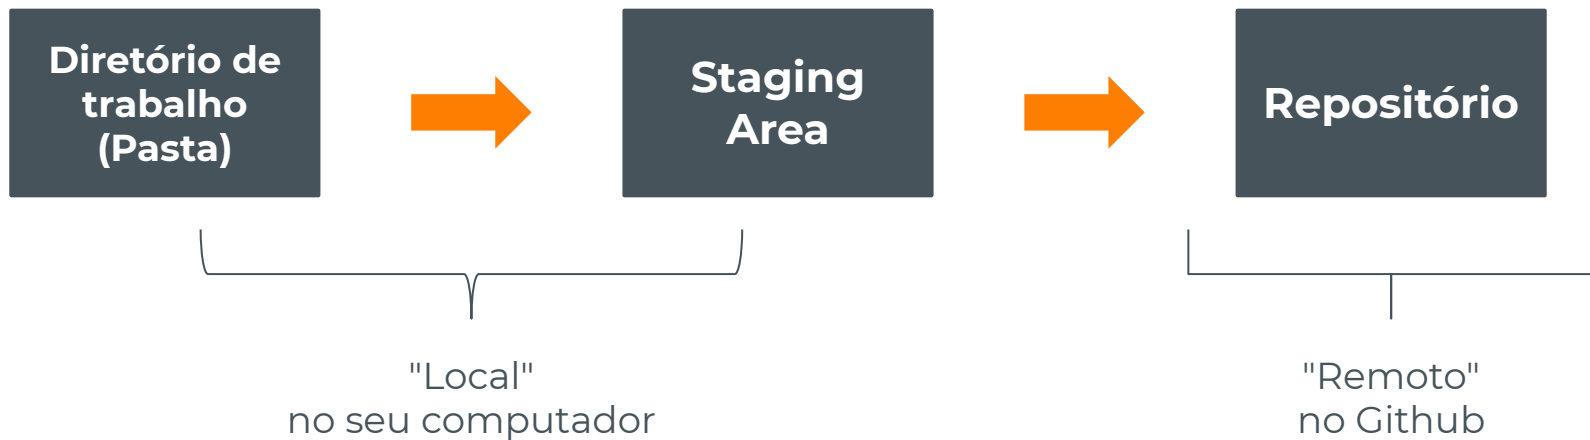 Diretório de
trabalho
(Pasta)
Staging
Area
Repositório
"Local"
no seu computador
"Remoto"
no Github